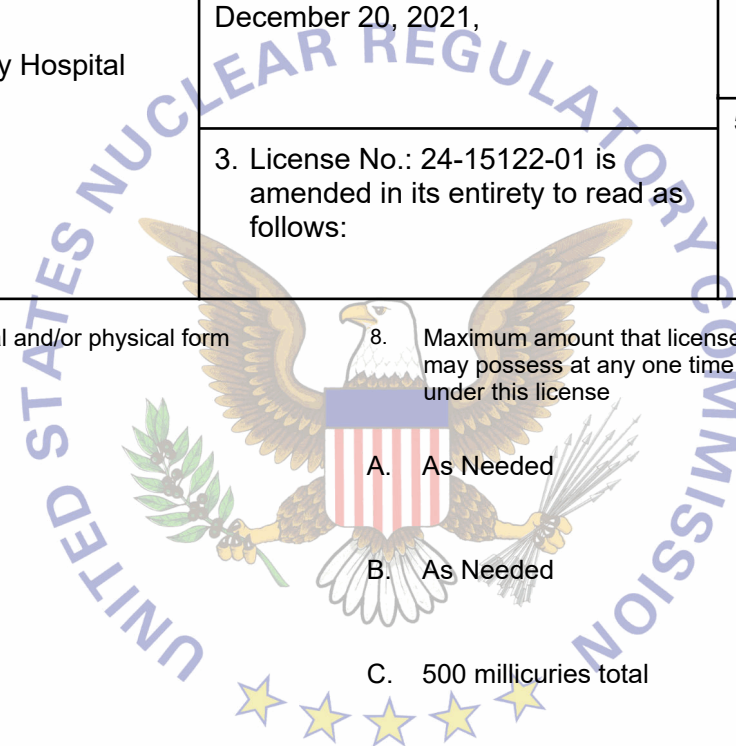 December 20, 2021,
y Hospital
3. License No.: 24-15122-01 is
amended in its entirety to read as
follows:
l and/or physical form
8. Maximum amount that license
may possess at any one time
under this license
A. As Needed
B. As Needed
C. 500 millicuries total
UNITED STATES NUCLEAR REGULATORY COMMISSION